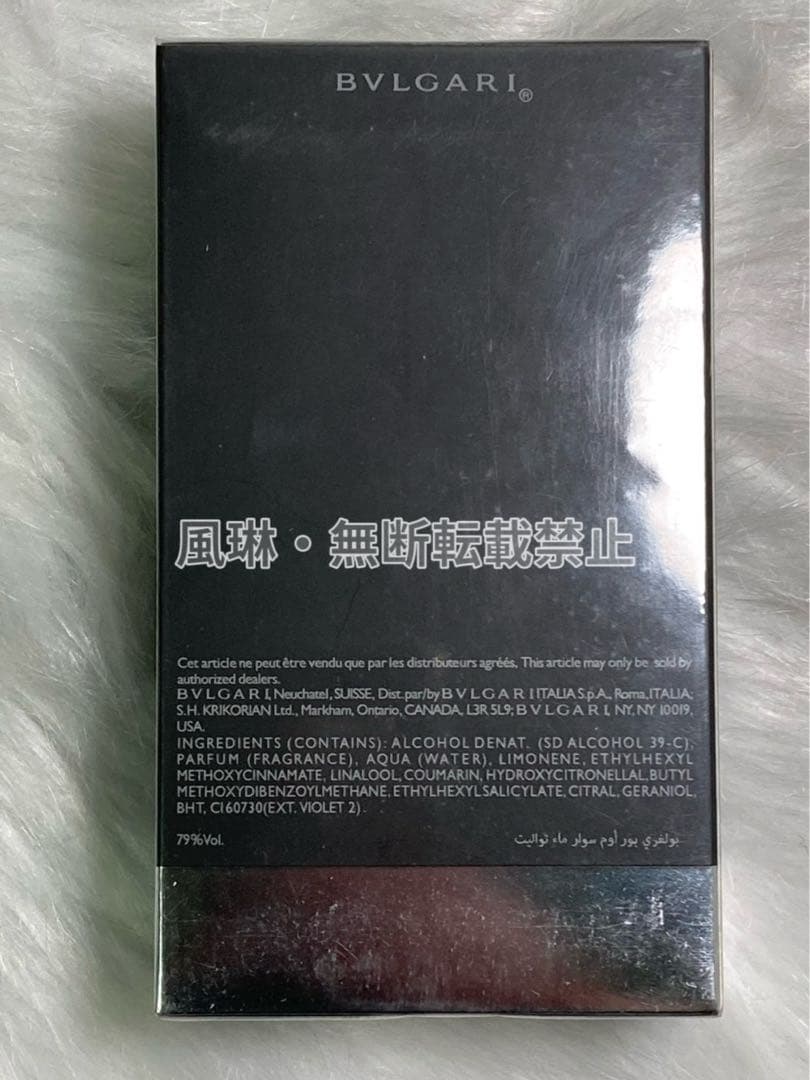 BVLGARI®
風琳・無断転載禁止
Cet article ne peut être vendu que par les distributeurs agréés. This article may only be sold by
authorized dealers.
BVLGARI, Neuchatel, SUISSE, Dist. par/by BVLGARI ITALIA S.p.A., Roma, ITALIA;
S.H. KRIKORIAN Ltd., Markham, Ontario, CANADA, L3R 5L9; BVLGARI, NY, NY 10019,
USA.
INGREDIENTS (CONTAINS): ALCOHOL DENAT. (SD ALCOHOL 39-C),
PARFUM (FRAGRANCE), AQUA (WATER), LIMONENE, ETHYLHEXYL
METHOXYCINNAMATE, LINALOOL, COUMARIN, HYDROXYCITRONELLAL, BUTYL
METHOXYDIBENZOYLMETHANE, ETHYLHEXYL SALICYLATE, CITRAL, GERANIOL,
BHT, CI 60730 (EXT. VIOLET 2).
79%Vol. بولغري بور أوم سوار ماء تواليت